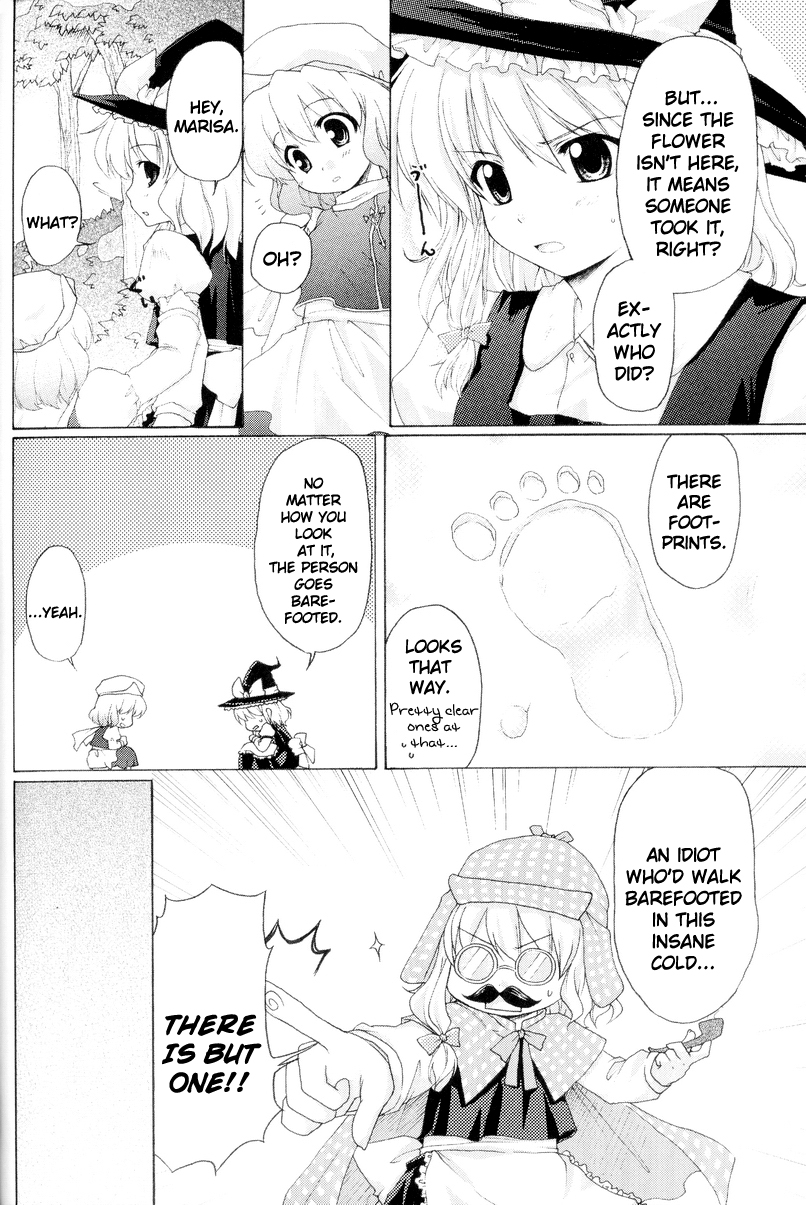 BUT...
SINCE THE
FLOWER
ISN'T HERE,
IT MEANS
SOMEONE
TOOK IT,
RIGHT?
EX-
ACTLY
WHO
DID?
う〜ん
OH?
HEY,
MARISA.
WHAT?
THERE
ARE
FOOT-
PRINTS.
LOOKS
THAT
WAY.
Pretty clear
ones at
that...
NO
MATTER
HOW YOU
LOOK
AT IT,
THE PERSON
GOES
BARE-
FOOTED.
...YEAH.
AN IDIOT
WHO'D WALK
BAREFOOTED
IN THIS
INSANE
COLD...
THERE
IS BUT
ONE!!